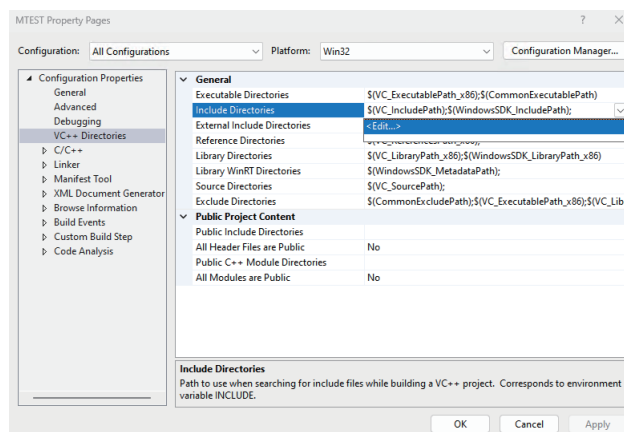 MTEST Property Pages
Configuration: All Configurations Platform: Win32 Configuration Manager...
Configuration Properties
General
Advanced
Debugging
VC++ Directories
C/C++
Linker
Manifest Tool
XML Document Generator
Browse Information
Build Events
Custom Build Step
Code Analysis
General
Executable Directories $(VC_ExecutablePath_x86);$(CommonExecutablePath)
Include Directories $(VC_IncludePath);$(WindowsSDK_IncludePath);
External Include Directories <Edit...>
Reference Directories
Library Directories $(VC_LibraryPath_x86);$(WindowsSDK_LibraryPath_x86)
Library WinRT Directories $(WindowsSDK_MetadataPath);
Source Directories $(VC_SourcePath);
Exclude Directories $(CommonExcludePath);$(VC_ExecutablePath_x86);$(VC_Lib
Public Project Content
Public Include Directories
All Header Files are Public No
Public C++ Module Directories
All Modules are Public No
Include Directories
Path to use when searching for include files while building a VC++ project. Corresponds to environment
variable INCLUDE.
OK Cancel Apply